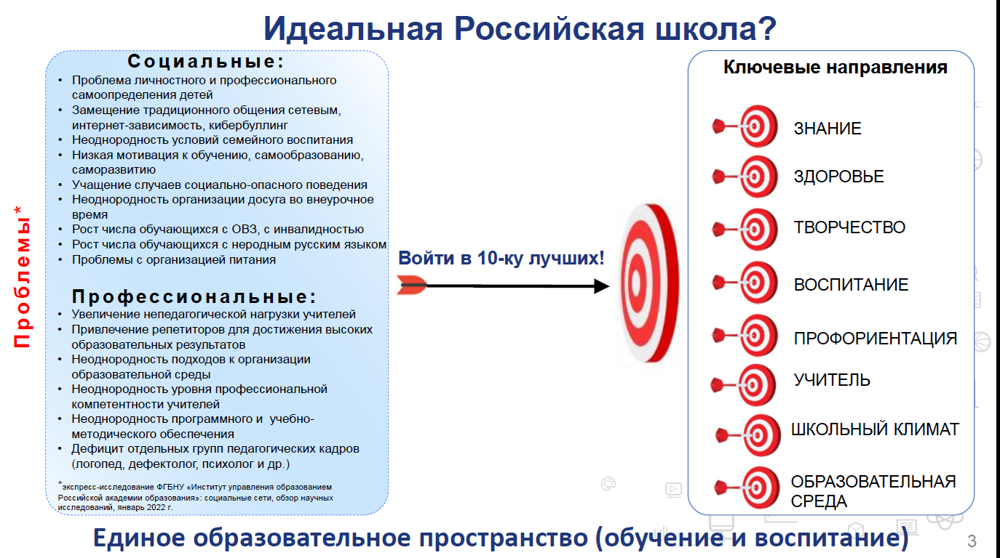 Идеальная Российская школа?
Проблемы*
Социальные:
• Проблема личностного и профессионального
самоопределения детей
• Замещение традиционного общения сетевым,
интернет-зависимость, кибербуллинг
• Неоднородность условий семейного воспитания
• Низкая мотивация к обучению, самообразованию,
саморазвитию
• Учащение случаев социально-опасного поведения
• Неоднородность организации досуга во внеурочное
время
• Рост числа обучающихся с ОВЗ, с инвалидностью
• Рост числа обучающихся с неродным русским языком
• Проблемы с организацией питания
Профессиональные:
• Увеличение непедагогической нагрузки учителей
• Привлечение репетиторов для достижения высоких
образовательных результатов
• Неоднородность подходов к организации
образовательной среды
• Неоднородность уровня профессиональной
компетентности учителей
• Неоднородность программного и учебно-
методического обеспечения
• Дефицит отдельных групп педагогических кадров
(логопед, дефектолог, психолог и др.)
*экспресс-исследование ФГБНУ «Институт управления образованием
Российской академии образования»: социальные сети, обзор научных
исследований, январь 2022 г.
Войти в 10-ку лучших!
Ключевые направления
ЗНАНИЕ
ЗДОРОВЬЕ
ТВОРЧЕСТВО
ВОСПИТАНИЕ
ПРОФОРИЕНТАЦИЯ
УЧИТЕЛЬ
ШКОЛЬНЫЙ КЛИМАТ
ОБРАЗОВАТЕЛЬНАЯ
СРЕДА
Единое образовательное пространство (обучение и воспитание)
3